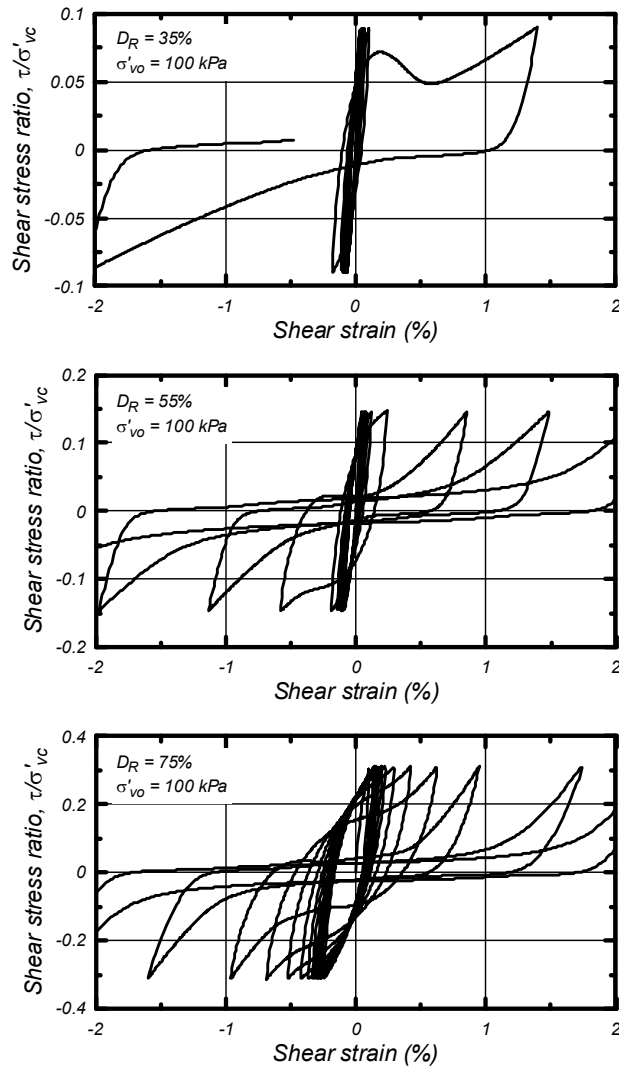 0.1
D_R = 35%
σ'_vo = 100 kPa
0.05
0
-0.05
-0.1
Shear stress ratio, τ/σ'_vc
-2 -1 0 1 2
Shear strain (%)
0.2
D_R = 55%
σ'_vo = 100 kPa
0.1
0
-0.1
-0.2
Shear stress ratio, τ/σ'_vc
-2 -1 0 1 2
Shear strain (%)
0.4
D_R = 75%
σ'_vo = 100 kPa
0.2
0
-0.2
-0.4
Shear stress ratio, τ/σ'_vc
-2 -1 0 1 2
Shear strain (%)